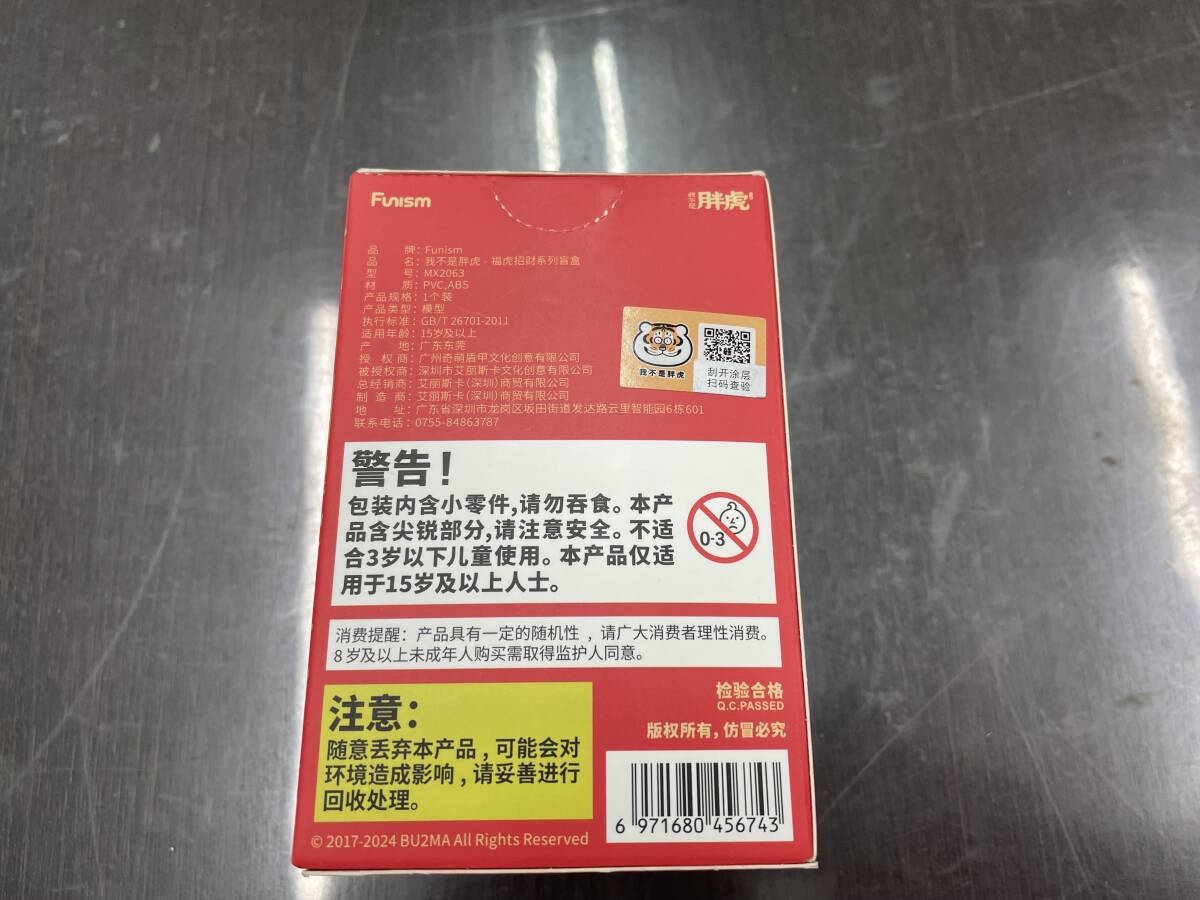 Funism
我不是胖虎
品 牌：Funism
品 名：我不是胖虎 - 福虎招财系列盲盒
型 号：MX2063
材 质：PVC,ABS
产品规格：1个装
产品类型：模型
执行标准：GB/T 26701-2011
适用年龄：15岁及以上
产 地：广东东莞
授 权 商：广州奇萌盾甲文化创意有限公司
被授权商：深圳市艾丽斯卡文化创意有限公司
总经销商：艾丽斯卡(深圳)商贸有限公司
制 造 商：艾丽斯卡(深圳)商贸有限公司
地 址：广东省深圳市龙岗区坂田街道发达路云里智能园6栋601
联系电话：0755-84863787
我不是胖虎
刮开涂层
扫码查验
警告！
包装内含小零件,请勿吞食。本产
品含尖锐部分,请注意安全。不适
合3岁以下儿童使用。本产品仅适
用于15岁及以上人士。
0-3
消费提醒：产品具有一定的随机性，请广大消费者理性消费。
8岁及以上未成年人购买需取得监护人同意。
注意：
随意丢弃本产品，可能会对
环境造成影响，请妥善进行
回收处理。
检验合格
Q.C.PASSED
版权所有，仿冒必究
6 971680 456743
© 2017-2024 BU2MA All Rights Reserved